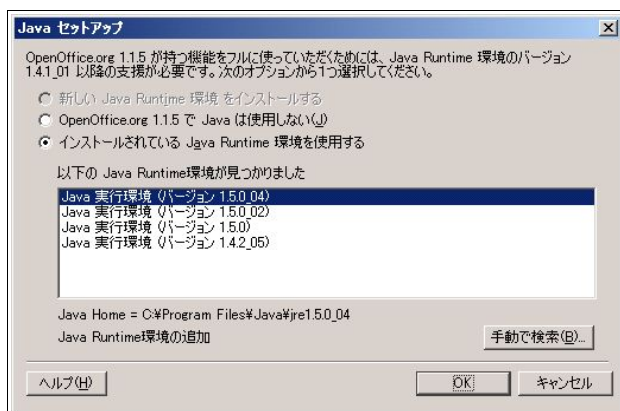 Java セットアップ
OpenOffice.org 1.1.5 が持つ機能をフルに使っていただくためには、Java Runtime 環境のバージョン
1.4.1_01 以降の支援が必要です。次のオプションから1つ選択してください。
新しい Java Runtime 環境 をインストールする
OpenOffice.org 1.1.5 で Java は使用しない(J)
インストールされている Java Runtime 環境を使用する
以下の Java Runtime環境が見つかりました
Java 実行環境 (バージョン 1.5.0_04)
Java 実行環境 (バージョン 1.5.0_02)
Java 実行環境 (バージョン 1.5.0)
Java 実行環境 (バージョン 1.4.2_05)
Java Home = C:¥Program Files¥Java¥jre1.5.0_04
Java Runtime環境の追加
手動で検索(B)...
ヘルプ(H)
OK
キャンセル